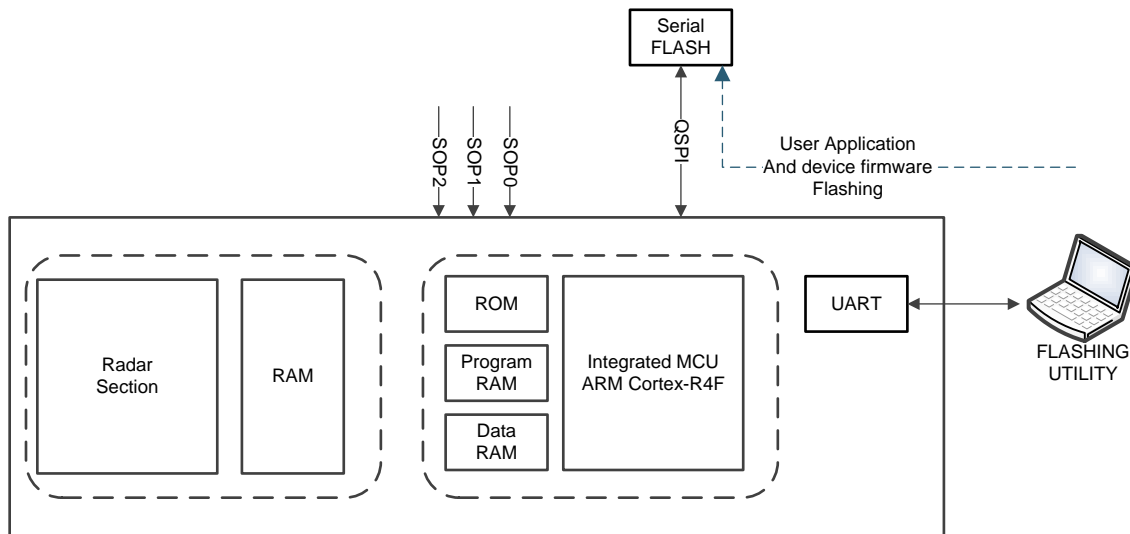 Serial
FLASH
SOP2
SOP1
SOP0
QSPI
User Application
And device firmware
Flashing
Radar
Section
RAM
ROM
Program
RAM
Data
RAM
Integrated MCU
ARM Cortex-R4F
UART
FLASHING
UTILITY